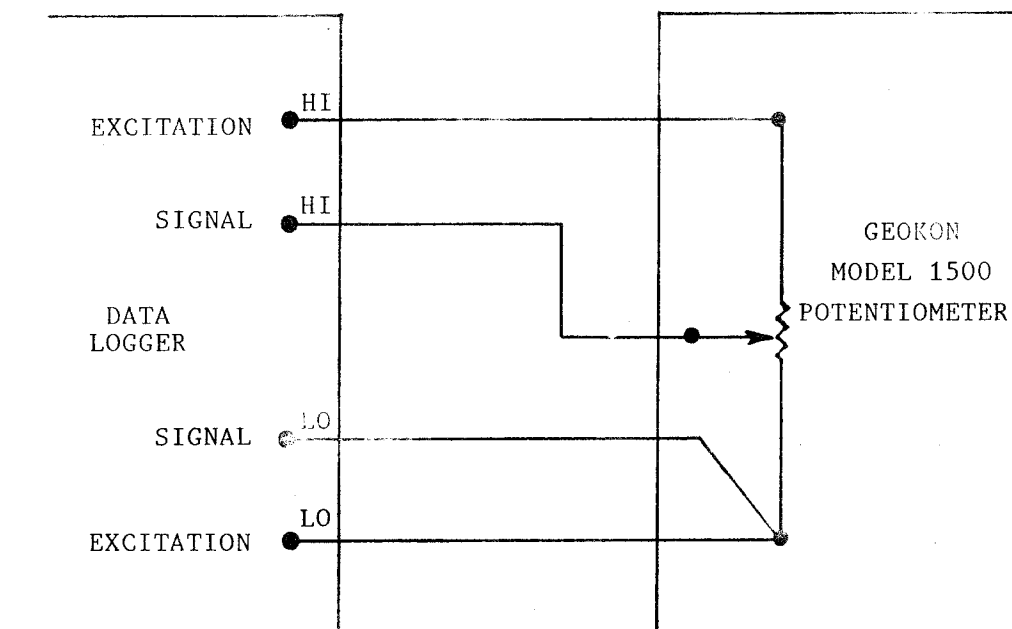 HI
EXCITATION
HI
SIGNAL
GEOKON
MODEL 1500
POTENTIOMETER
DATA
LOGGER
LO
SIGNAL
LO
EXCITATION